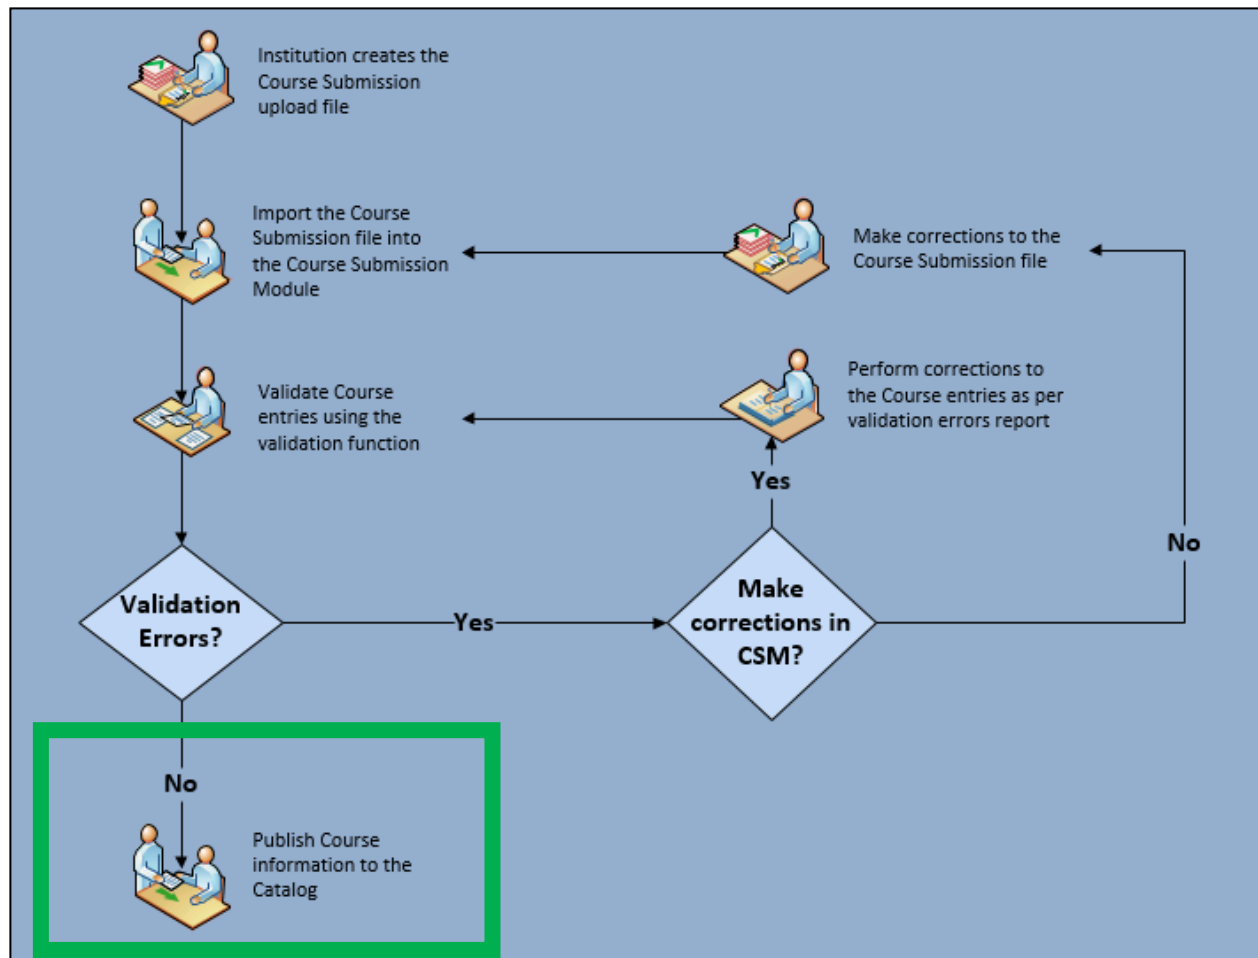 Institution creates the
Course Submission
upload file
Import the Course
Submission file into
the Course Submission
Module
Make corrections to the
Course Submission file
Validate Course
entries using the
validation function
Perform corrections to
the Course entries as per
validation errors report
Yes
No
Validation
Errors?
Yes
Make
corrections in
CSM?
No
Publish Course
information to the
Catalog